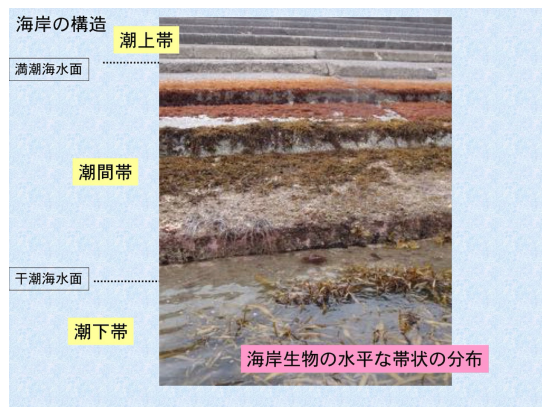 海岸の構造
潮上帯
満潮海水面
潮間帯
干潮海水面
潮下帯
海岸生物の水平な帯状の分布